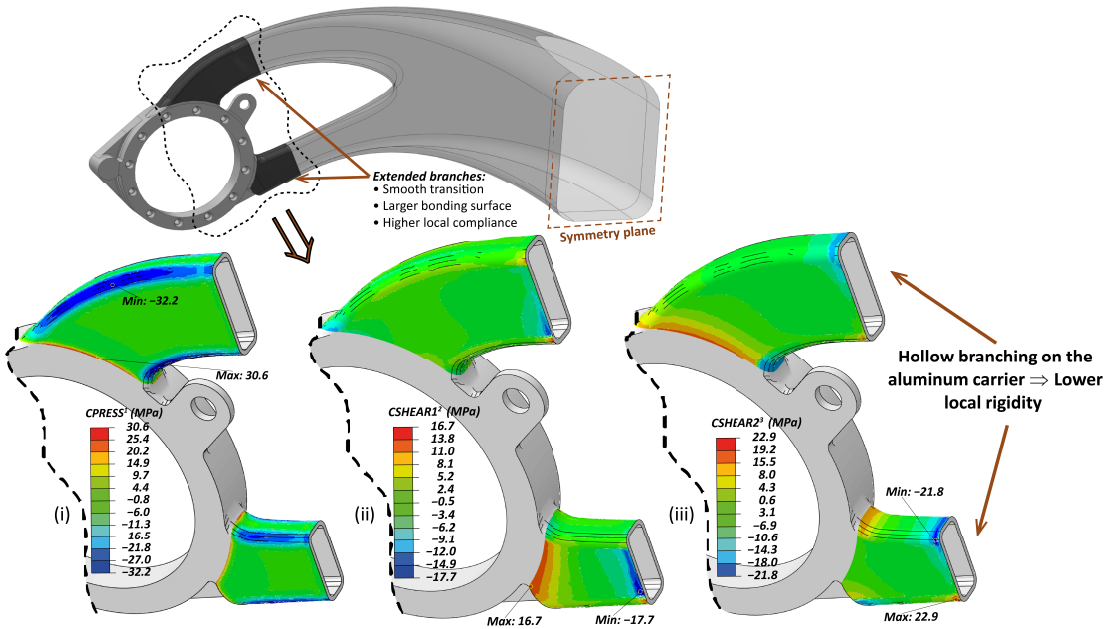 Extended branches:
• Smooth transition
• Larger bonding surface
• Higher local compliance
Symmetry plane
Min: −32.2
Max: 30.6
Hollow branching on the
aluminum carrier ⇒ Lower
local rigidity
CPRESS¹ (MPa)
30.6
25.4
20.2
14.9
9.7
4.4
−0.8
−6.0
−11.3
16.5
−21.8
−27.0
−32.2
(i)
CSHEAR1² (MPa)
16.7
13.8
11.0
8.1
5.2
2.4
−0.5
−3.4
−6.2
−9.1
−12.0
−14.9
−17.7
(ii)
Max: 16.7
Min: −17.7
CSHEAR2³ (MPa)
22.9
19.2
15.5
8.0
4.3
0.6
3.1
−6.9
−10.6
−14.3
−18.0
−21.8
(iii)
Min: −21.8
Max: 22.9